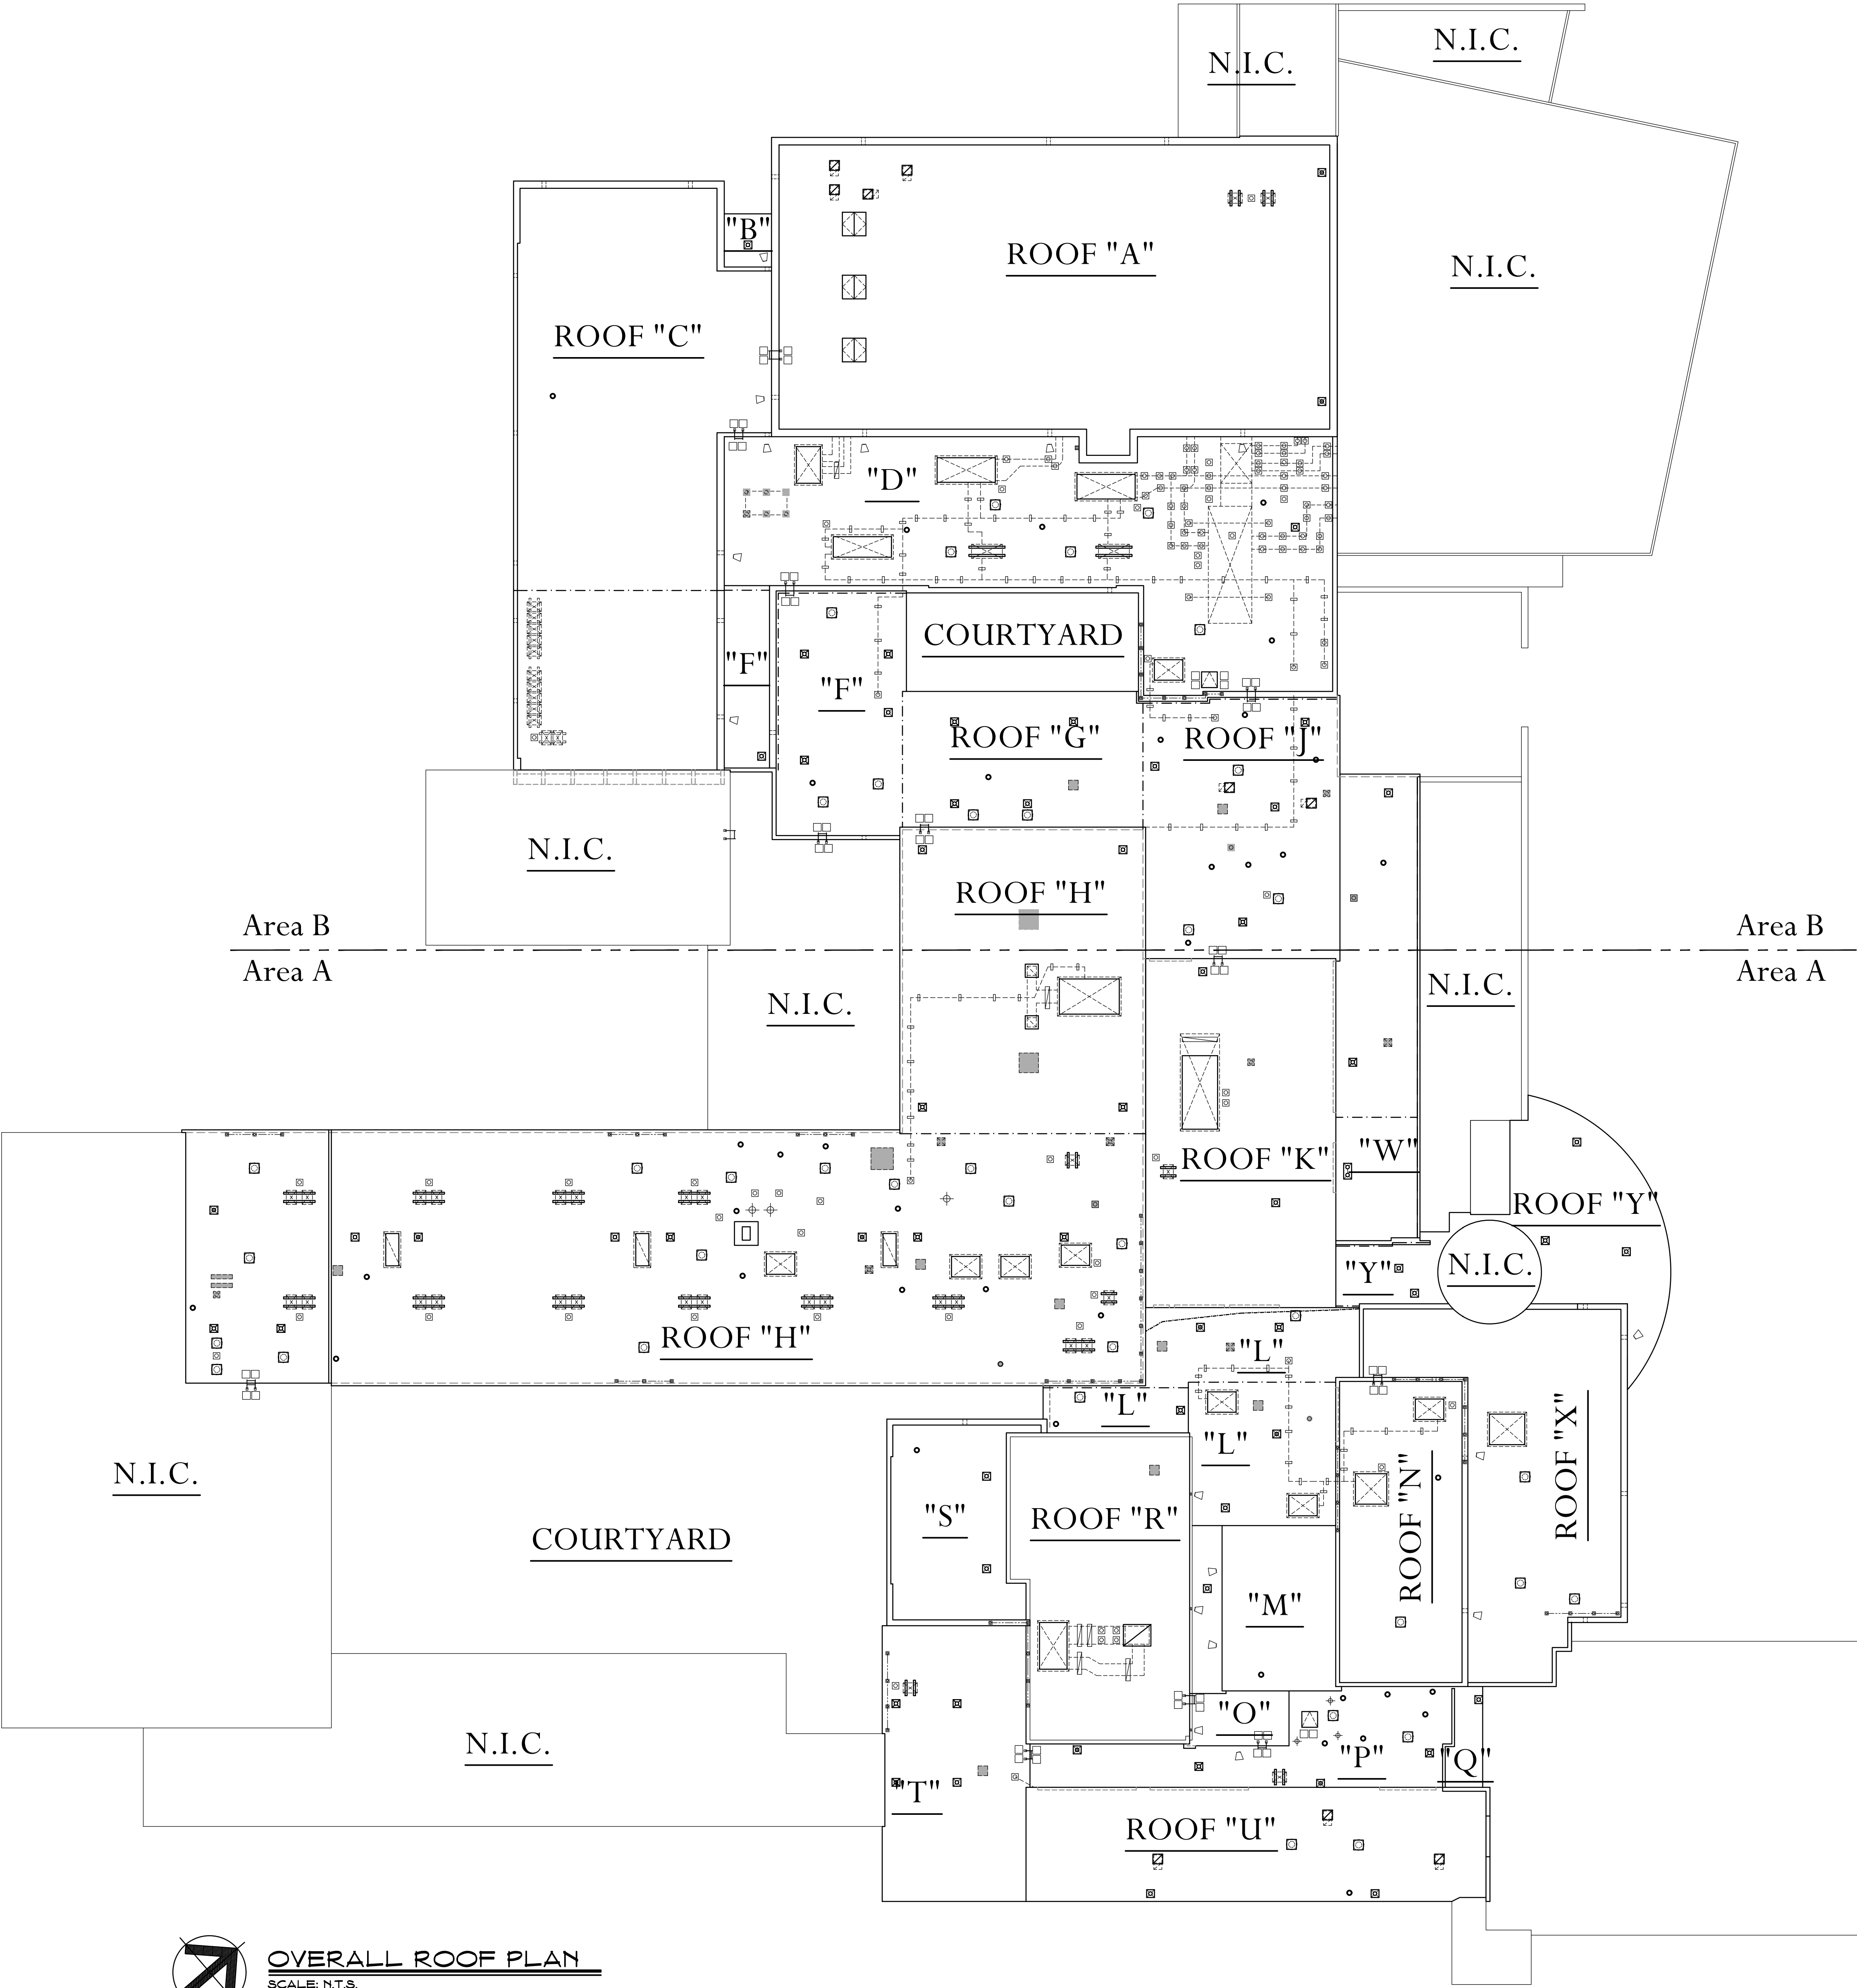 N.I.C.
N.I.C.
"B"
ROOF "A"
N.I.C.
ROOF "C"
"D"
COURTYARD
"F"
"F"
ROOF "G"
ROOF "J"
N.I.C.
ROOF "H"
Area B
Area B
Area A
Area A
N.I.C.
N.I.C.
ROOF "K"
"W"
ROOF "Y"
"Y"
N.I.C.
ROOF "H"
"L"
"L"
"L"
N.I.C.
ROOF "N"
ROOF "X"
"S"
ROOF "R"
COURTYARD
"M"
"O"
N.I.C.
"P"
"Q"
"T"
ROOF "U"
OVERALL ROOF PLAN
SCALE: N.T.S.